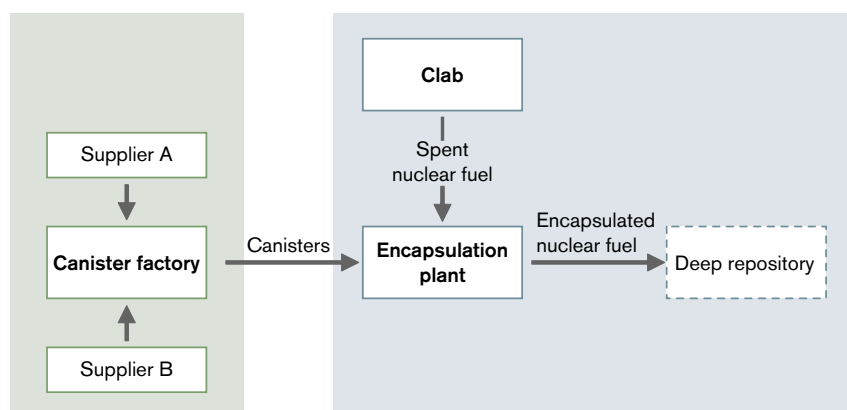 Clab
Supplier A
Spent
nuclear fuel
Canister factory
Canisters
Encapsulation
plant
Encapsulated
nuclear fuel
Deep repository
Supplier B